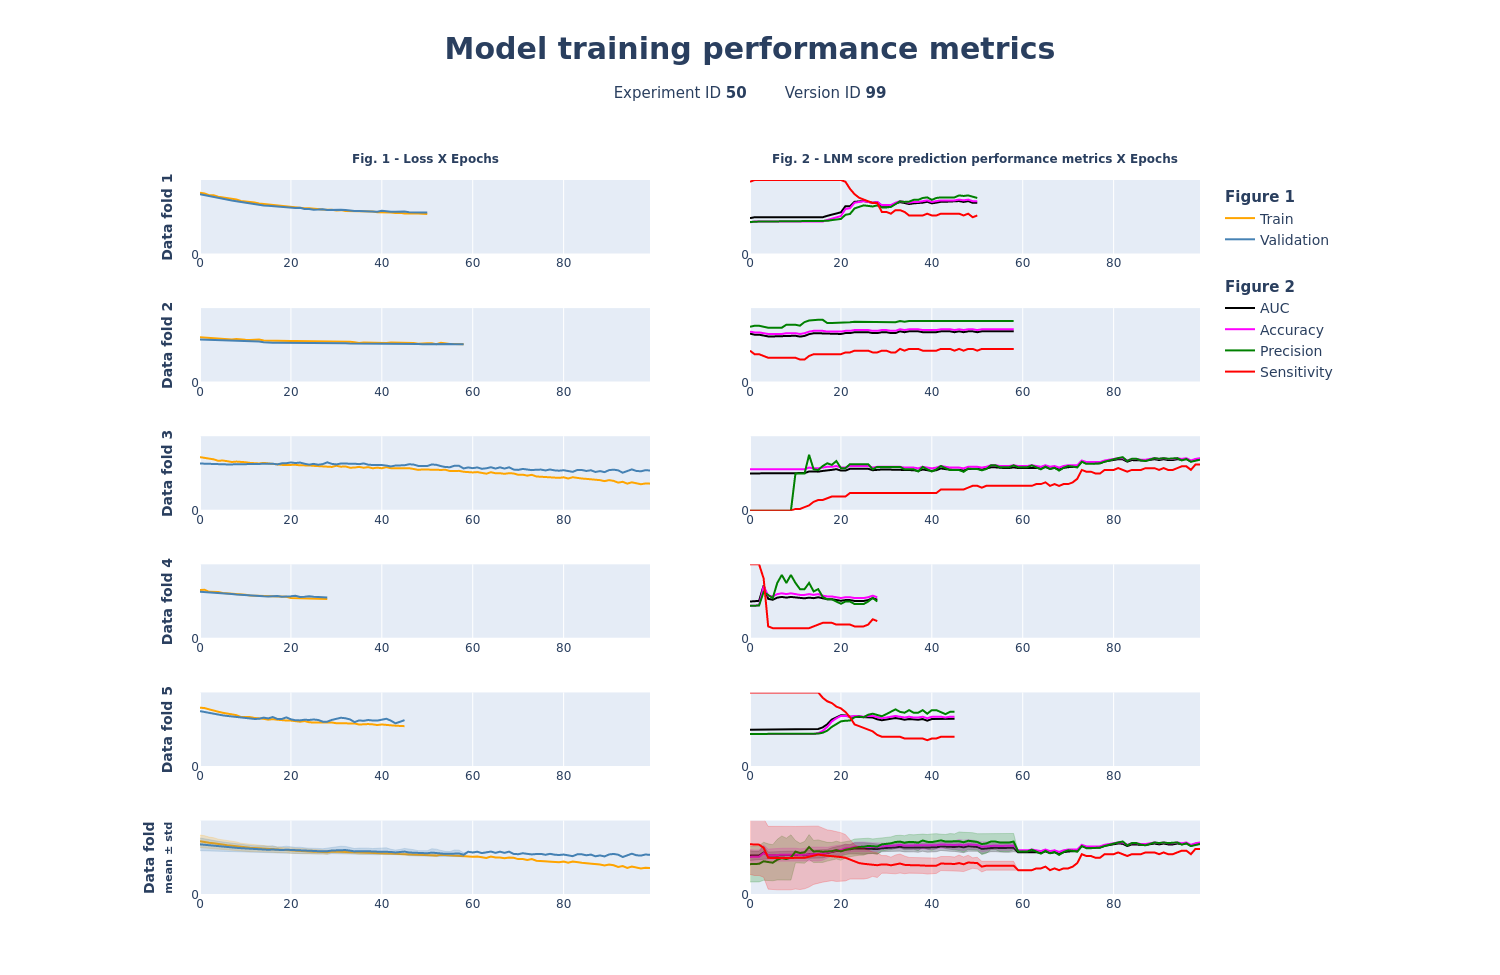 Model training performance metrics
Experiment ID 50 Version ID 99
Fig. 1 - Loss X Epochs
Fig. 2 - LNM score prediction performance metrics X Epochs
Data fold 1
0
0 20 40 60 80
0
0 20 40 60 80
Figure 1
Train
Validation
Figure 2
AUC
Accuracy
Precision
Sensitivity
Data fold 2
0
0 20 40 60 80
0
0 20 40 60 80
Data fold 3
0
0 20 40 60 80
0
0 20 40 60 80
Data fold 4
0
0 20 40 60 80
0
0 20 40 60 80
Data fold 5
0
0 20 40 60 80
0
0 20 40 60 80
Data fold
mean ± std
0
0 20 40 60 80
0
0 20 40 60 80